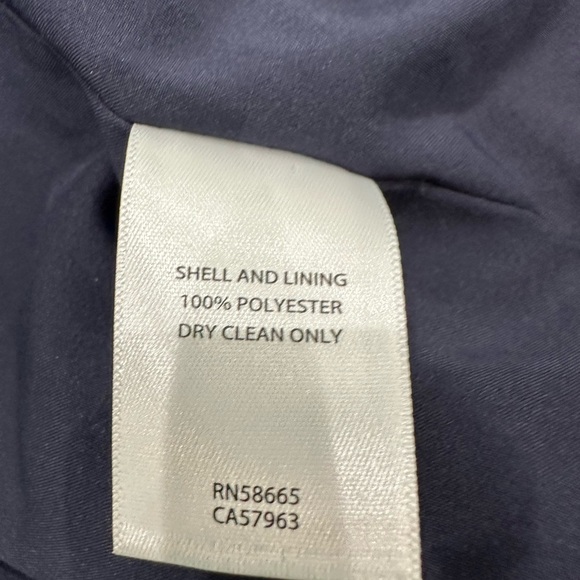 SHELL AND LINING
100% POLYESTER
DRY CLEAN ONLY
RN58665
CA57963